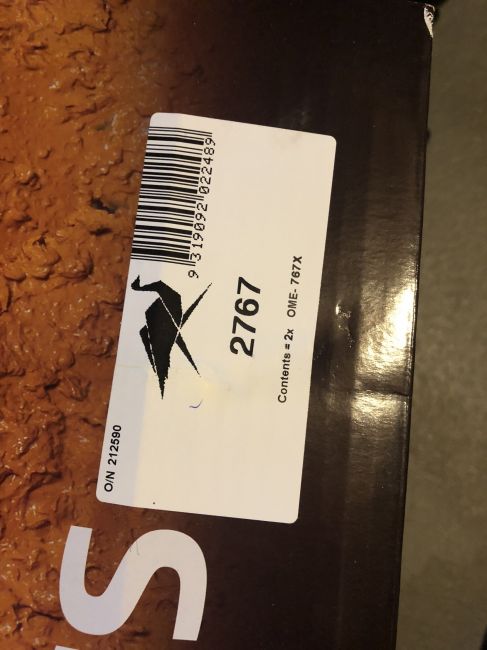 9 319092 022489
2767
Contents = 2x OME- 767X
O/N 212590
S